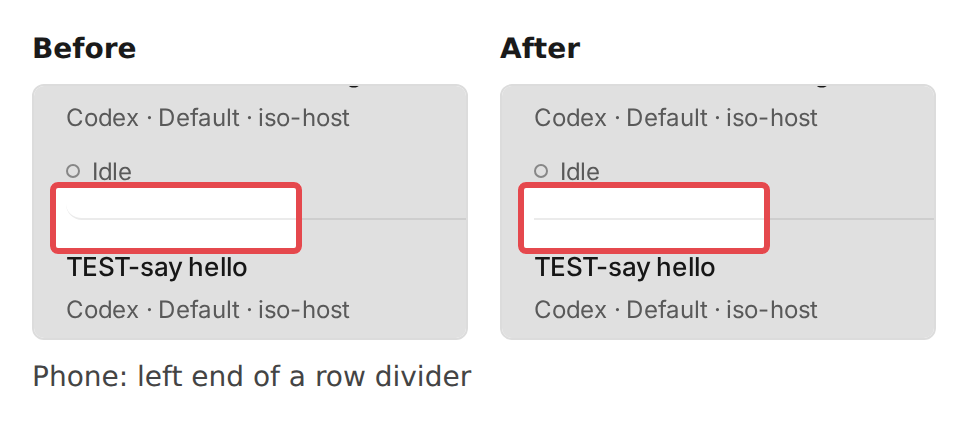 Before
After
Codex · Default · iso-host
Idle
TEST-say hello
Codex · Default · iso-host
Codex · Default · iso-host
Idle
TEST-say hello
Codex · Default · iso-host
Phone: left end of a row divider